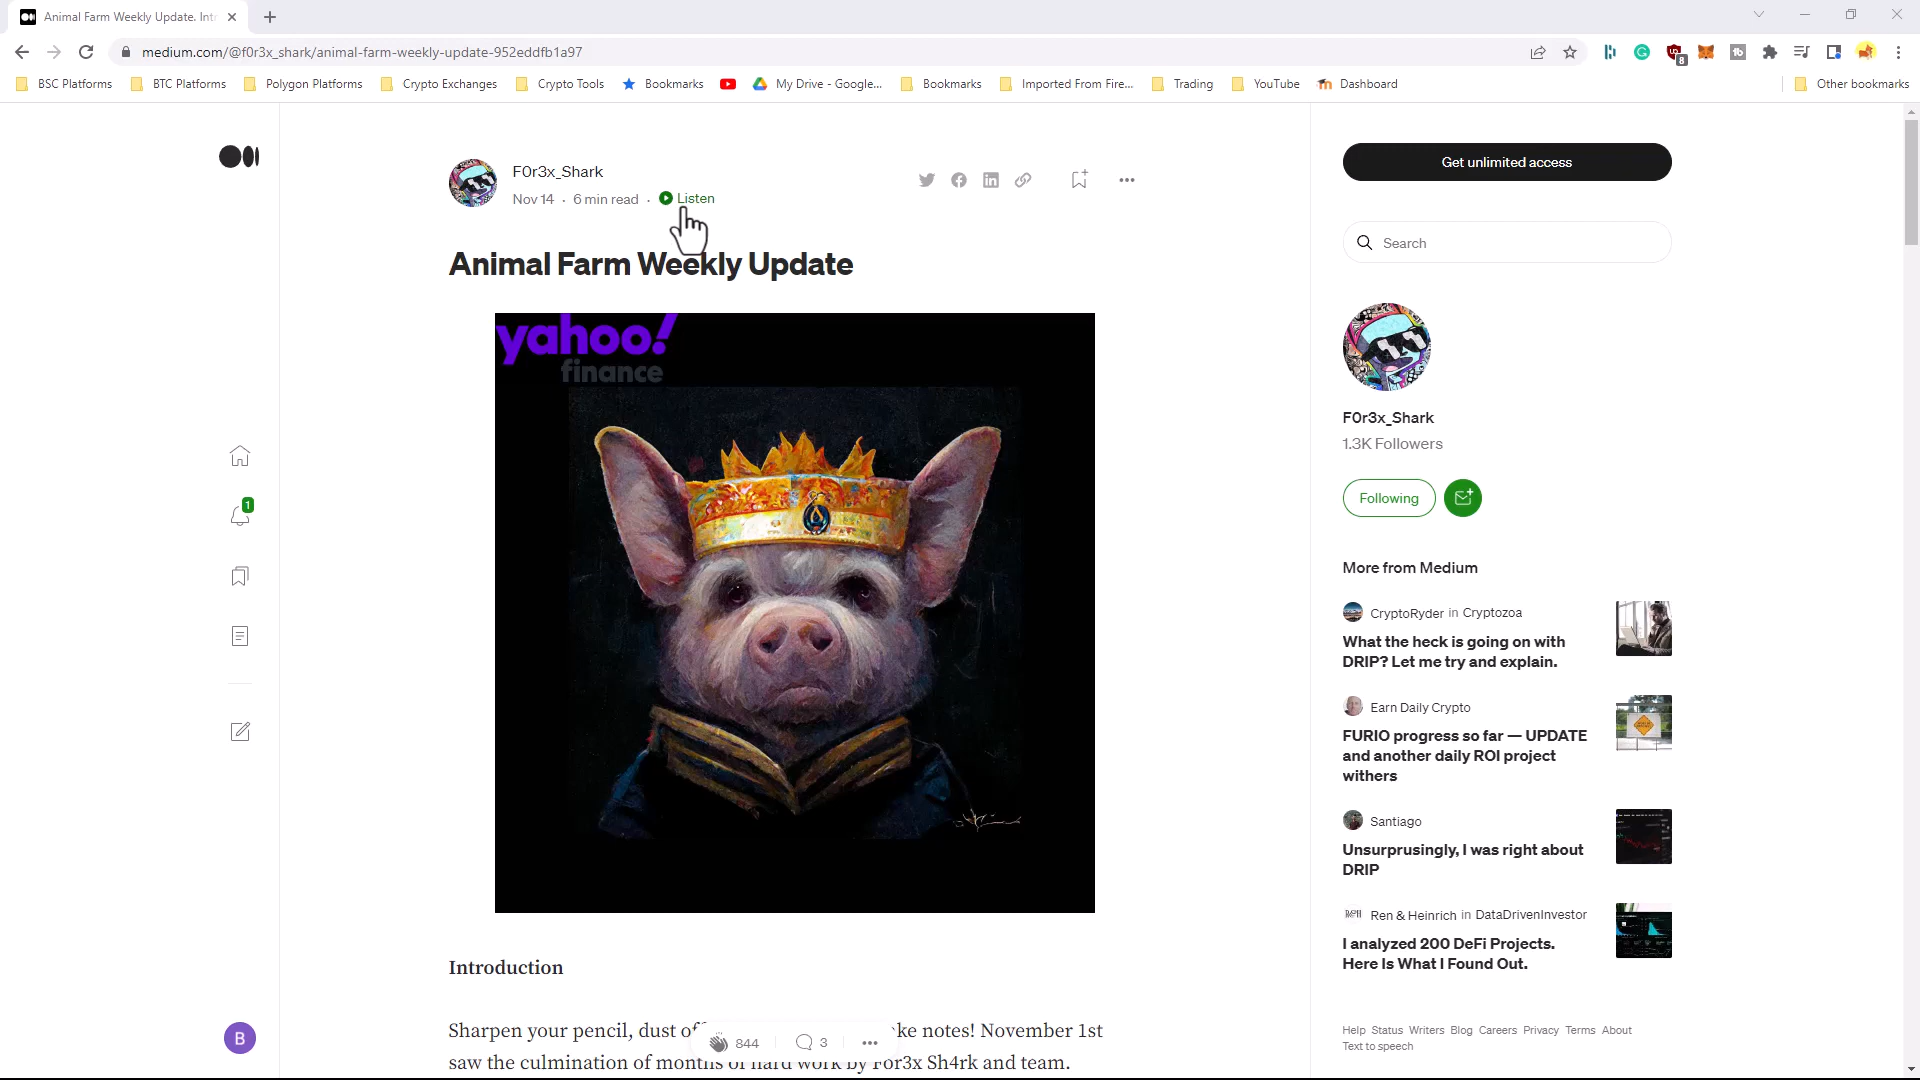 Animal Farm Weekly Update. Intr
medium.com/@f0r3x_shark/animal-farm-weekly-update-952eddfb1a97
8
BSC Platforms
BTC Platforms
Polygon Platforms
Crypto Exchanges
Crypto Tools
Bookmarks
My Drive - Google...
Bookmarks
Imported From Fire...
Trading
YouTube
Dashboard
Other bookmarks
F0r3x_Shark
Nov 14 · 6 min read · Listen
Animal Farm Weekly Update
yahoo!
finance
Introduction
Sharpen your pencil, dust of ke notes! November 1st
saw the culmination of months of hard work by For3x Sh4rk and team.
844
3
1
B
Get unlimited access
Search
F0r3x_Shark
1.3K Followers
Following
More from Medium
CryptoRyder in Cryptozoa
What the heck is going on with
DRIP? Let me try and explain.
Earn Daily Crypto
FURIO progress so far — UPDATE
and another daily ROI project
withers
Santiago
Unsurprusingly, I was right about
DRIP
Ren & Heinrich in DataDrivenInvestor
I analyzed 200 DeFi Projects.
Here Is What I Found Out.
Help Status Writers Blog Careers Privacy Terms About
Text to speech